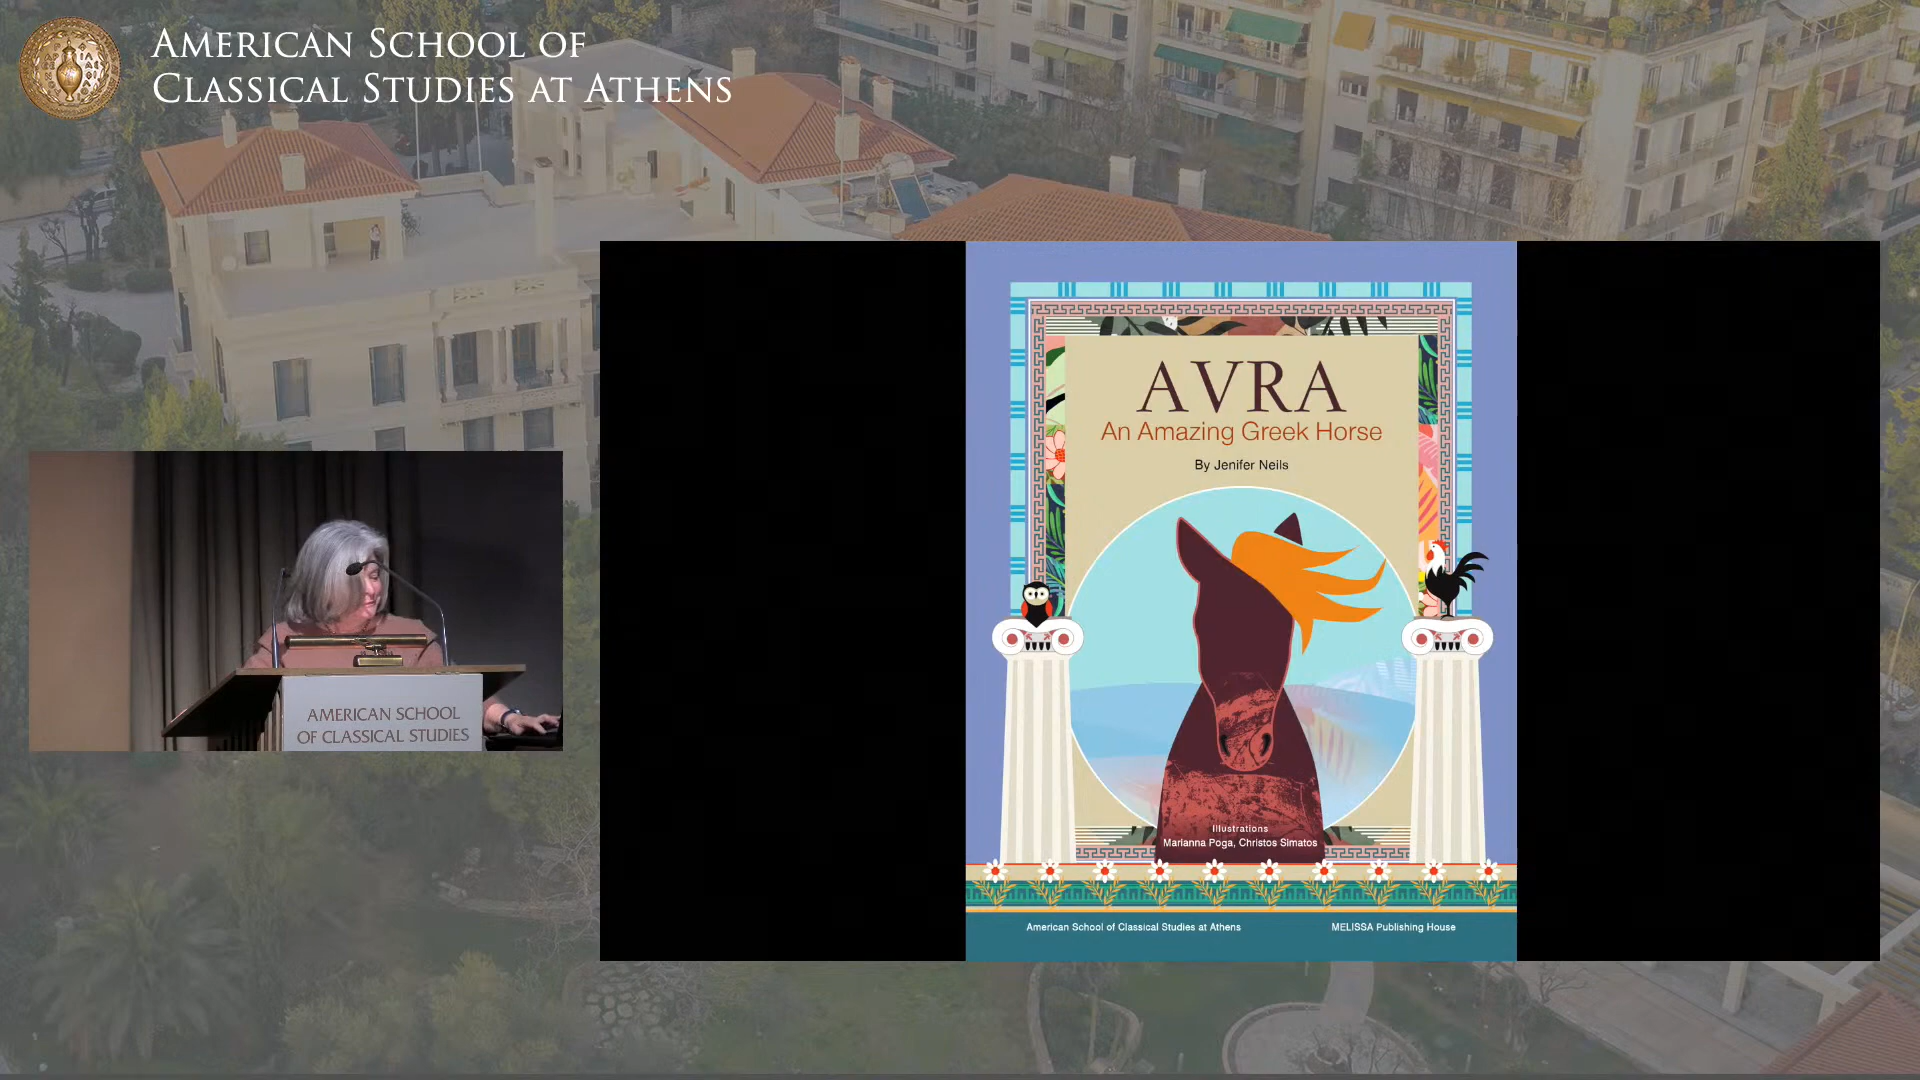 AMERICAN SCHOOL OF
CLASSICAL STUDIES AT ATHENS
AMERICAN SCHOOL
OF CLASSICAL STUDIES
AVRA
An Amazing Greek Horse
By Jenifer Neils
Illustrations
Marianna Poga, Christos Simatos
American School of Classical Studies at Athens
MELISSA Publishing House